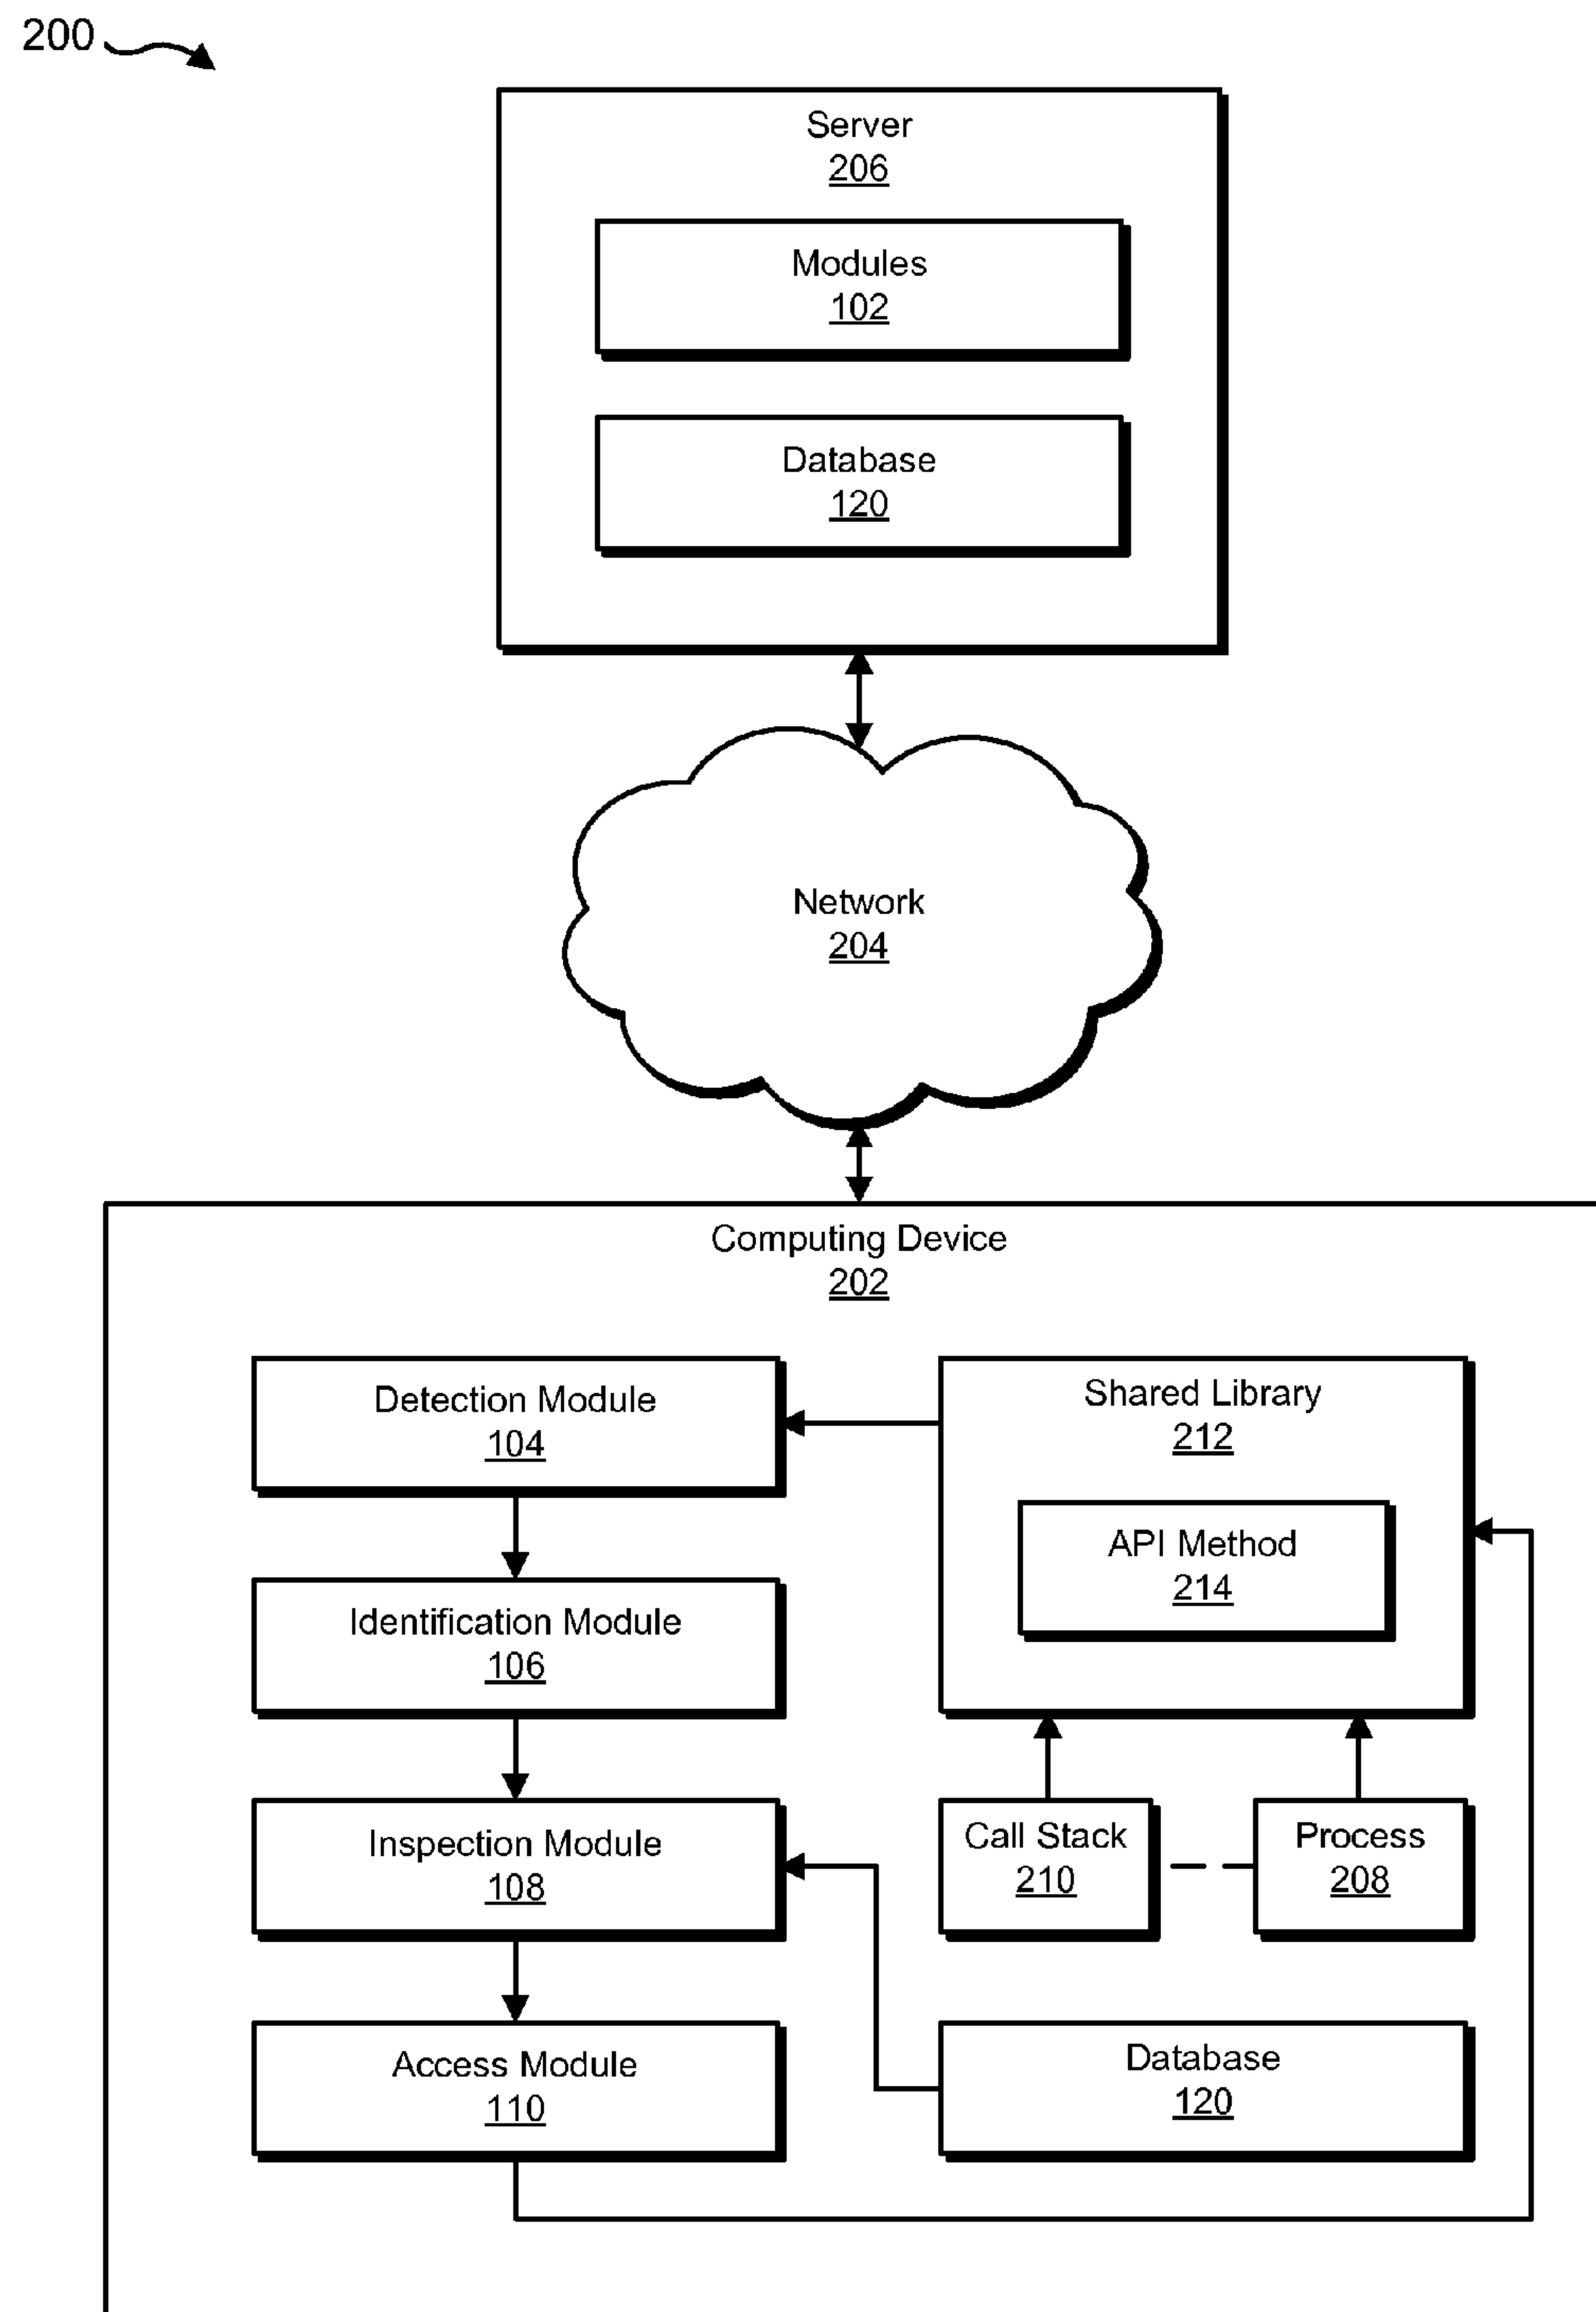 200
Server
206
Modules
102
Database
120
Network
204
Computing Device
202
Detection Module
104
Shared Library
212
API Method
214
Identification Module
106
Inspection Module
108
Call Stack
210
Process
208
Access Module
110
Database
120